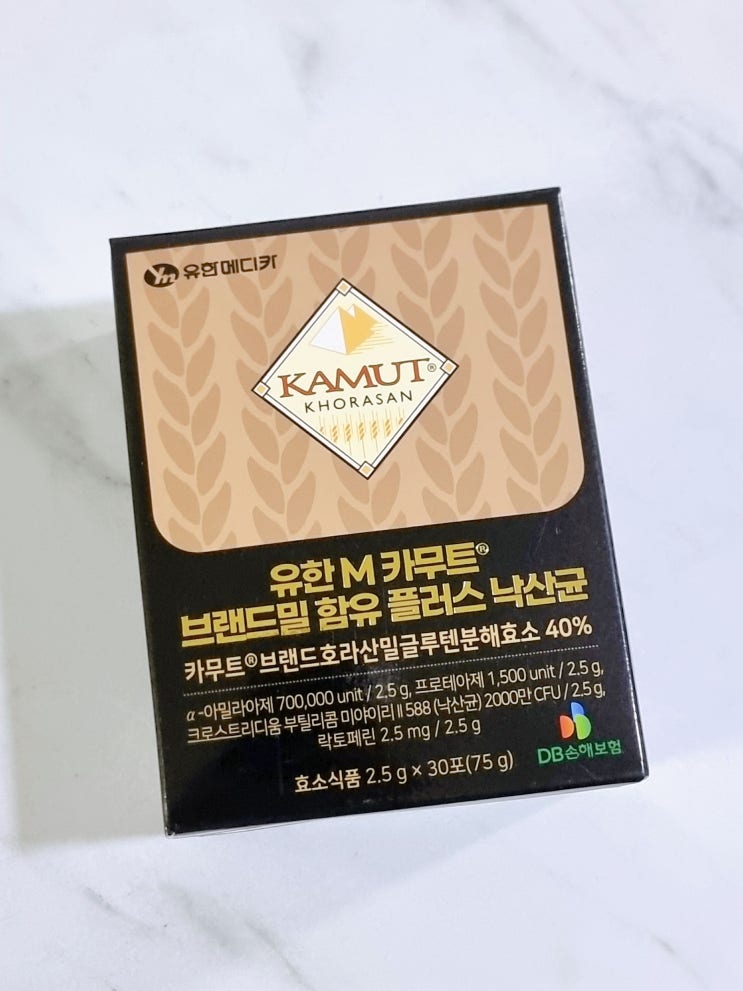 Ym 유한메디카
KAMUT®
KHORASAN
유한 M 카무트®
브랜드밀 함유 플러스 낙산균
카무트®브랜드호라산밀글루텐분해효소 40%
α-아밀라아제 700,000 unit / 2.5 g, 프로테아제 1,500 unit / 2.5 g,
크로스트리디움 부틸리콤 미야이리 II 588 (낙산균) 2000만 CFU / 2.5 g,
락토페린 2.5 mg / 2.5 g
DB손해보험
효소식품 2.5 g × 30포(75 g)